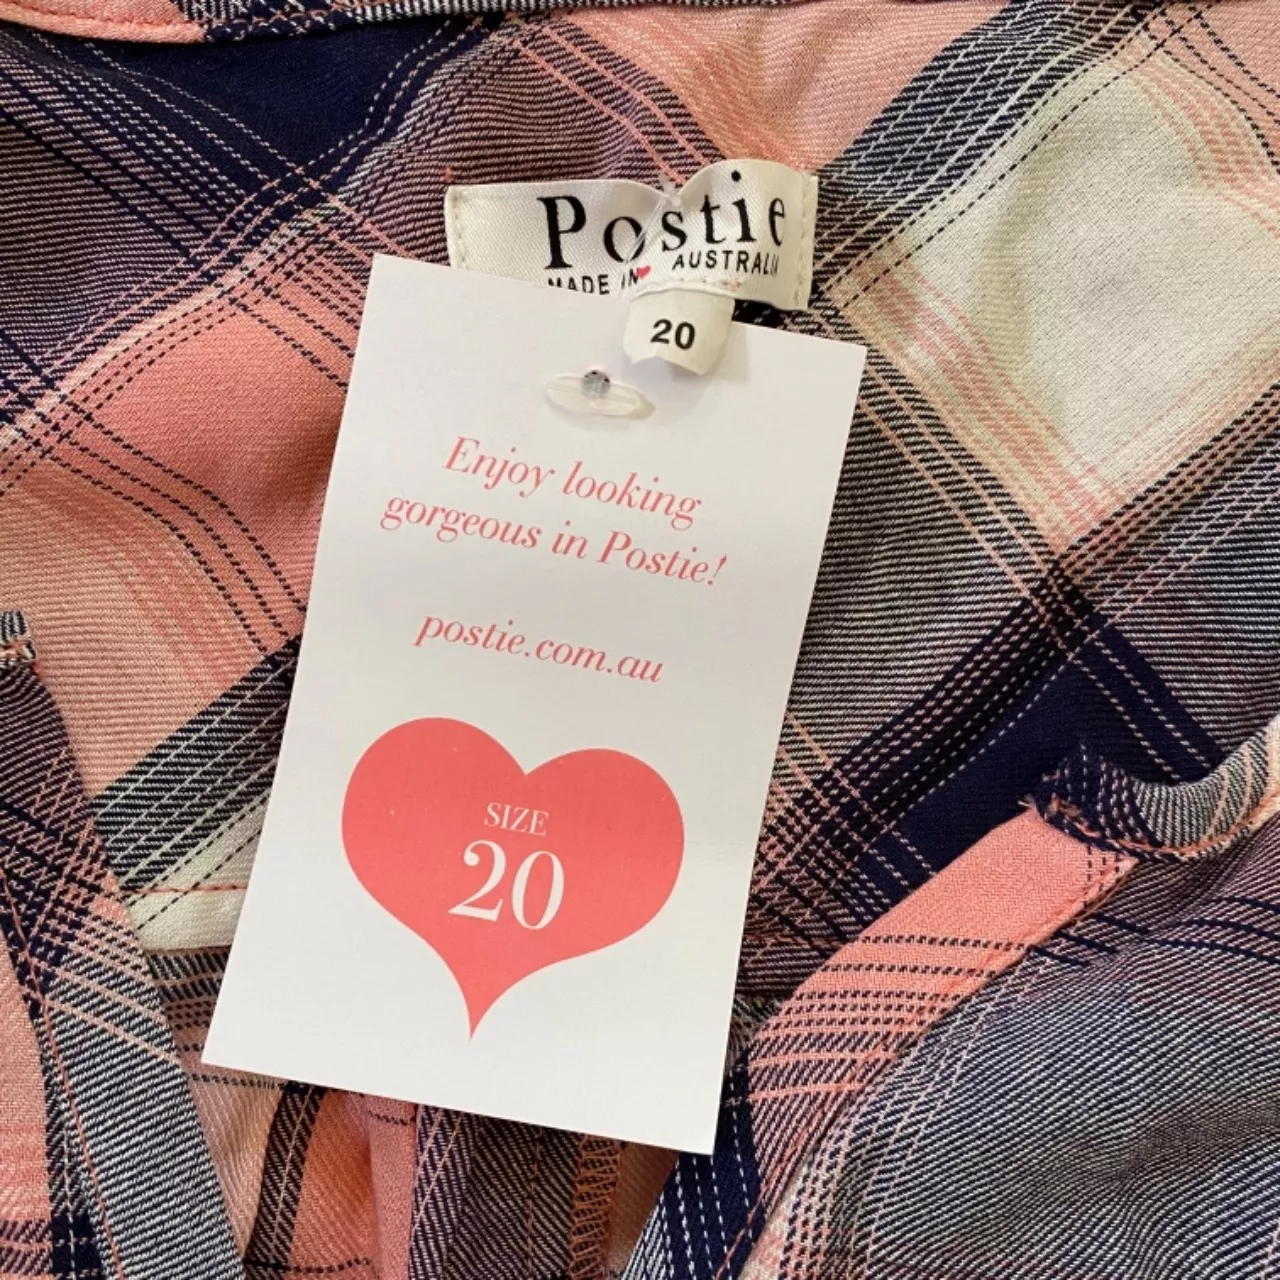 Postie
MADE IN AUSTRALIA
20
Enjoy looking
gorgeous in Postie!
postie.com.au
SIZE
20